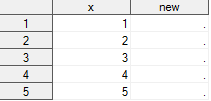 x new
1 1 .
2 2 .
3 3 .
4 4 .
5 5 .